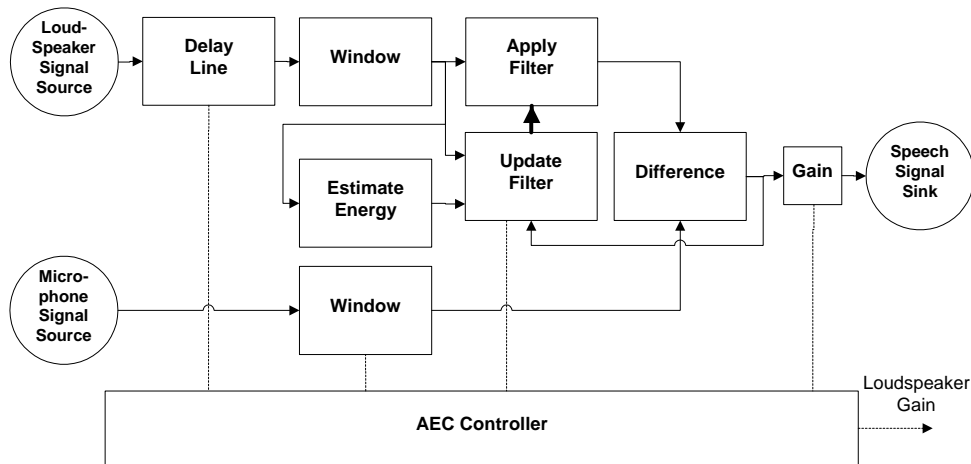 Loud-
Speaker
Signal
Source
Delay
Line
Window
Apply
Filter
Estimate
Energy
Update
Filter
Difference
Gain
Speech
Signal
Sink
Micro-
phone
Signal
Source
Window
AEC Controller
Loudspeaker
Gain